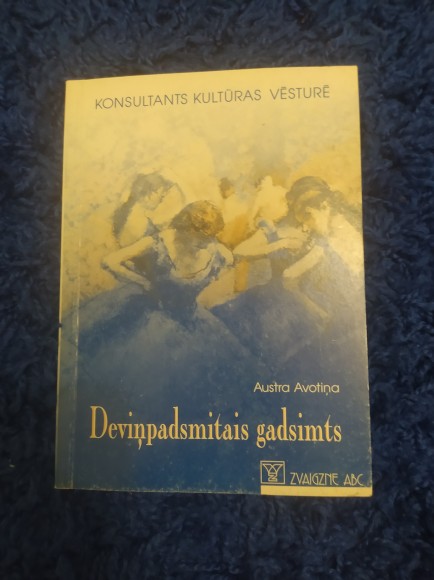 KONSULTANTS KULTŪRAS VĒSTURĒ
Austra Avotiņa
Deviņpadsmitais gadsimts
ZVAIGZNE ABC